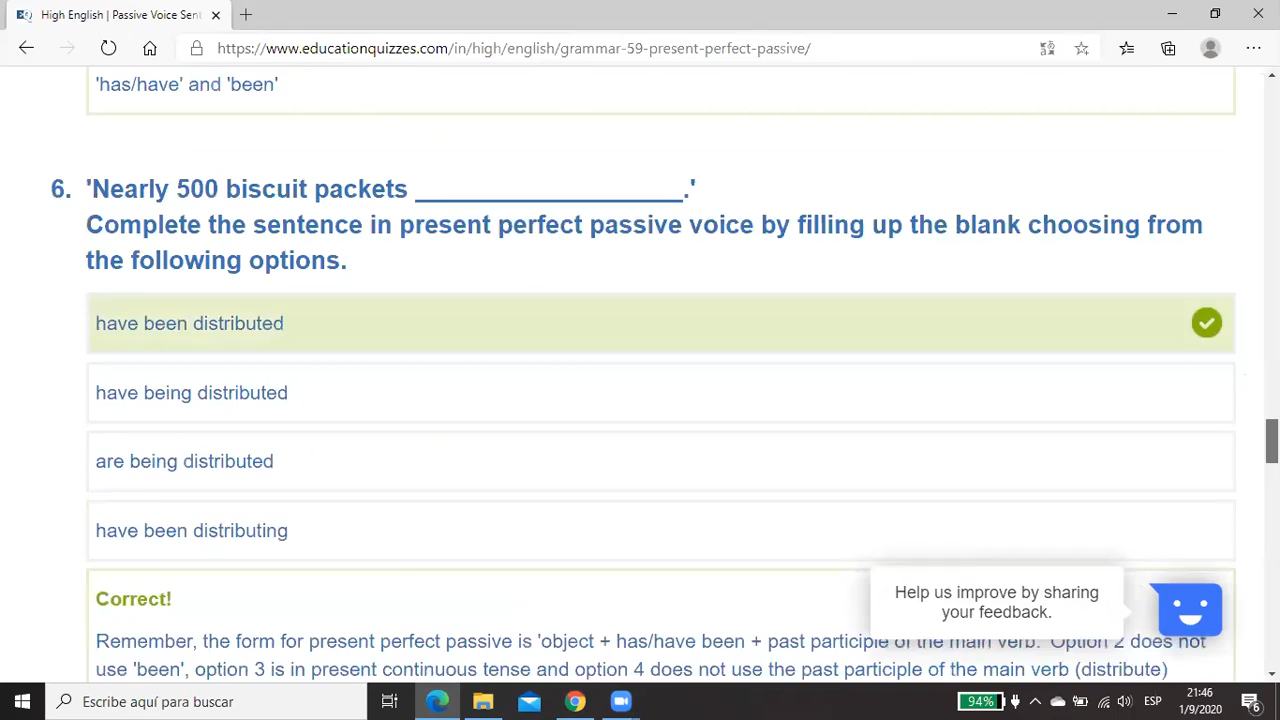 High English | Passive Voice Sent
https://www.educationquizzes.com/in/high/english/grammar-59-present-perfect-passive/
'has/have' and 'been'
6. 'Nearly 500 biscuit packets ___________________.'
Complete the sentence in present perfect passive voice by filling up the blank choosing from
the following options.
have been distributed
have being distributed
are being distributed
have been distributing
Correct!
Help us improve by sharing
your feedback.
Remember, the form for present perfect passive is 'object + has/have been + past participle of the main verb. Option 2 does not
use 'been', option 3 is in present continuous tense and option 4 does not use the past participle of the main verb (distribute)
Escribe aquí para buscar
94%
ESP
21:46
1/9/2020
6